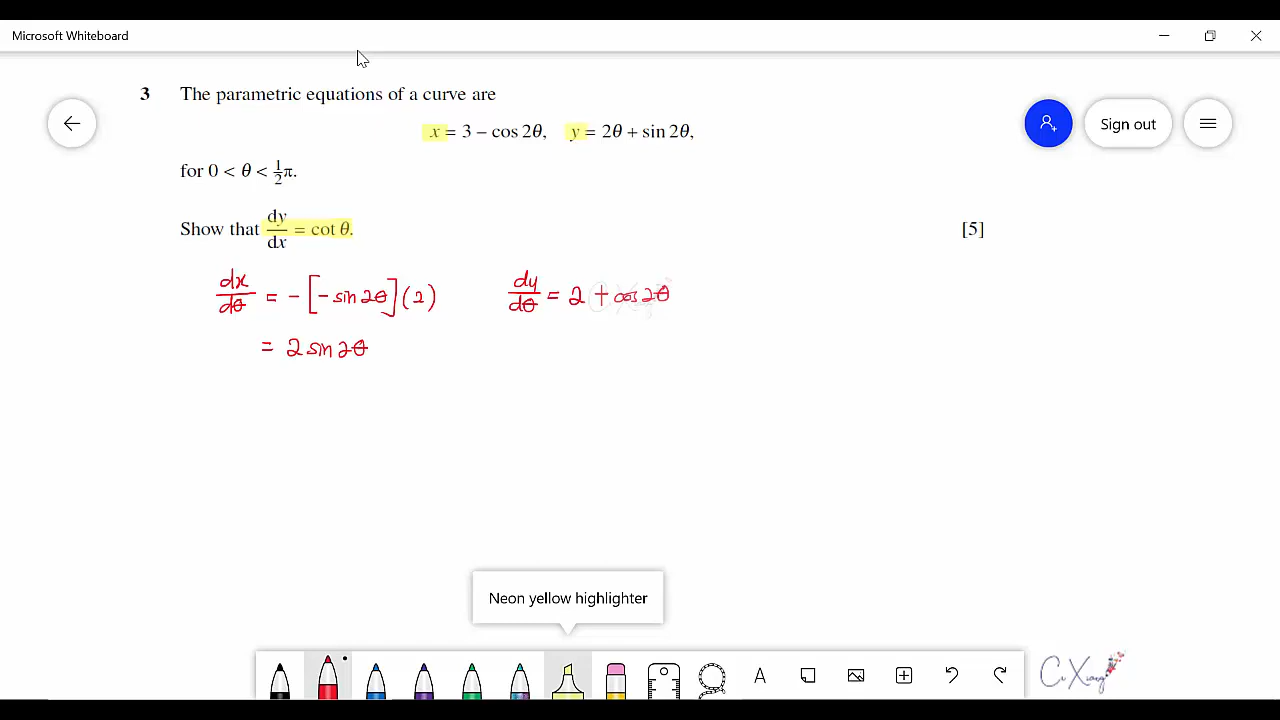 Microsoft Whiteboard
3 The parametric equations of a curve are
x = 3 – cos 2θ, y = 2θ + sin 2θ,
for 0 < θ < 1/2 π.
Sign out
Show that dy/dx = cot θ. [5]
dx/dθ = - [-sin 2θ] (2) dy/dθ = 2 + cos 2θ
= 2 sin 2θ
Neon yellow highlighter
A